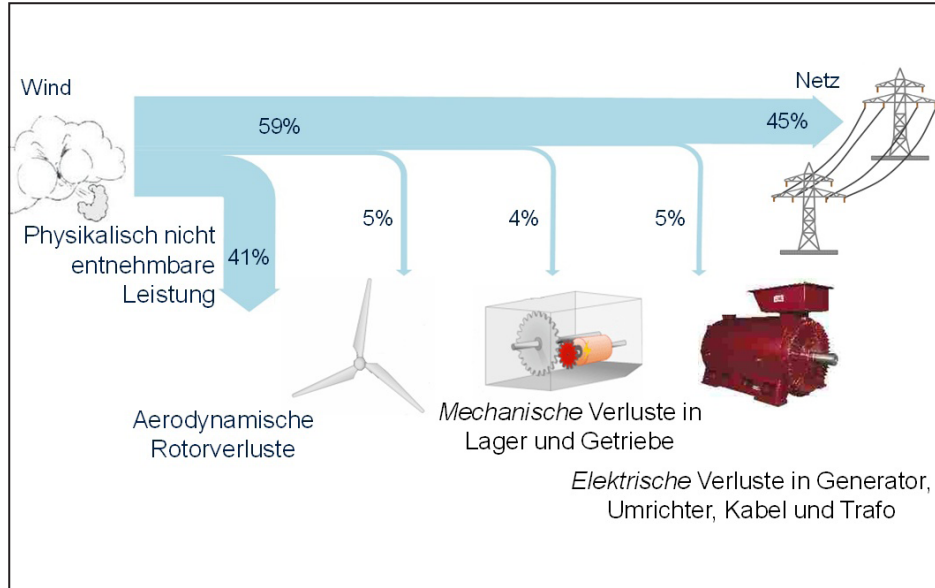 Wind
Netz
59%
45%
Physikalisch nicht
entnehmbare
Leistung
41%
5%
4%
5%
Aerodynamische
Rotorverluste
Mechanische Verluste in
Lager und Getriebe
Elektrische Verluste in Generator,
Umrichter, Kabel und Trafo